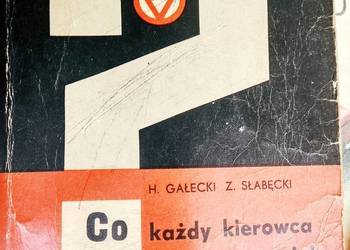 H. GAŁECKI Z. SŁABĘCKI
Co każdy kierowca